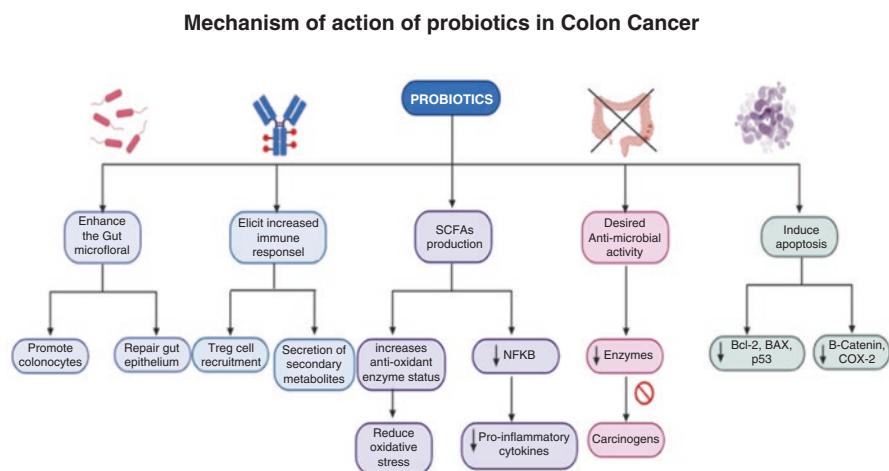 Mechanism of action of probiotics in Colon Cancer
PROBIOTICS
Enhance
the Gut
microfloral
Elicit increased
immune
responsel
SCFAs
production
Desired
Anti-microbial
activity
Induce
apoptosis
Promote
colonocytes
Repair gut
epithelium
Treg cell
recruitment
Secretion of
secondary
metabolites
increases
anti-oxidant
enzyme status
NFKB
Enzymes
Bcl-2, BAX,
p53
B-Catenin,
COX-2
Reduce
oxidative
stress
Pro-inflammatory
cytokines
Carcinogens